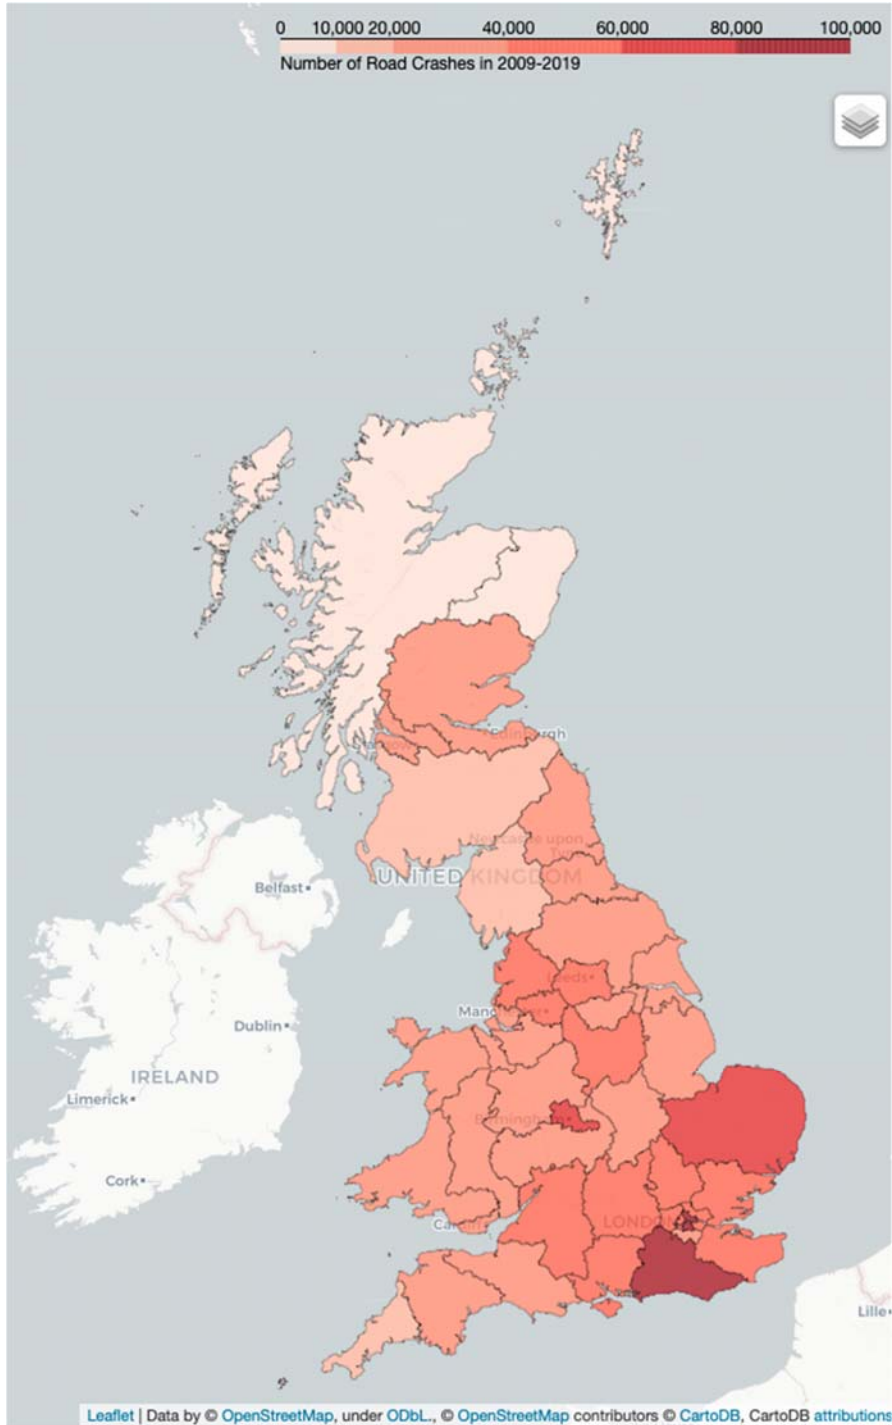 0 10,000 20,000 40,000 60,000 80,000 100,000
Number of Road Crashes in 2009-2019
Edinburgh
Newcastle upon
Tyne
UNITED KINGDOM
Belfast
Leeds
Dublin
IRELAND
Limerick
Birmingham
Cork
LONDON
Lille
Leaflet | Data by © OpenStreetMap, under ODbL., © OpenStreetMap contributors © CartoDB, CartoDB attributions